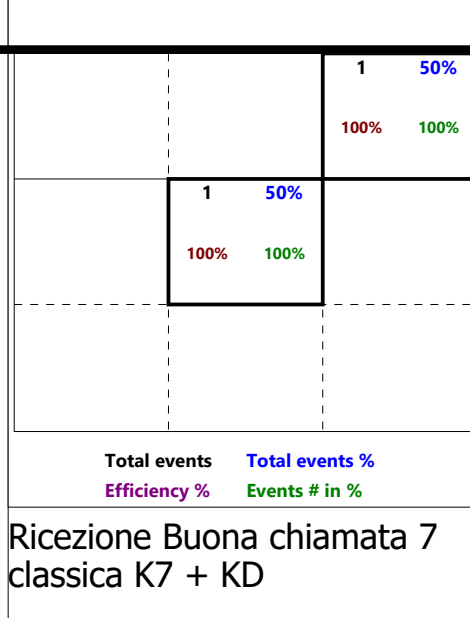 1 50%
100% 100%
1 50%
100% 100%
Total events Total events %
Efficiency % Events # in %
Ricezione Buona chiamata 7
classica K7 + KD